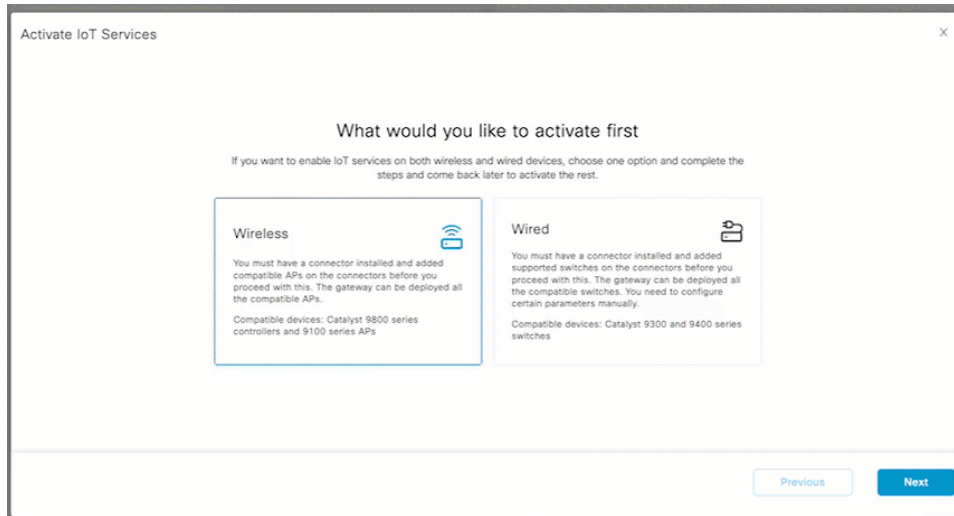 Activate IoT Services
X
What would you like to activate first
If you want to enable IoT services on both wireless and wired devices, choose one option and complete the
steps and come back later to activate the rest.
Wireless
You must have a connector installed and added
compatible APs on the connectors before you
proceed with this. The gateway can be deployed all
the compatible APs.
Compatible devices: Catalyst 9800 series
controllers and 9100 series APs
Wired
You must have a connector installed and added
supported switches on the connectors before you
proceed with this. The gateway can be deployed all
the compatible switches. You need to configure
certain parameters manually.
Compatible devices: Catalyst 9300 and 9400 series
switches
Previous
Next